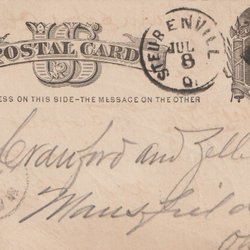 POSTAL CARD
STEUBENVILLE
JUL
8
O.
ESS ON THIS SIDE-THE MESSAGE ON THE OTHER
Crawford and Zell
Mansfield